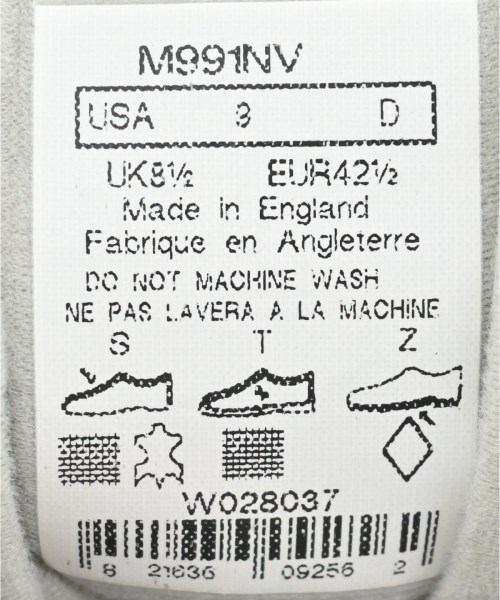 M991NV
USA 9 D
UK8½ EUR42½
Made in England
Fabrique en Angleterre
DO NOT MACHINE WASH
NE PAS LAVERA A LA MACHINE
S T Z
W028037
8 21636 09256 2